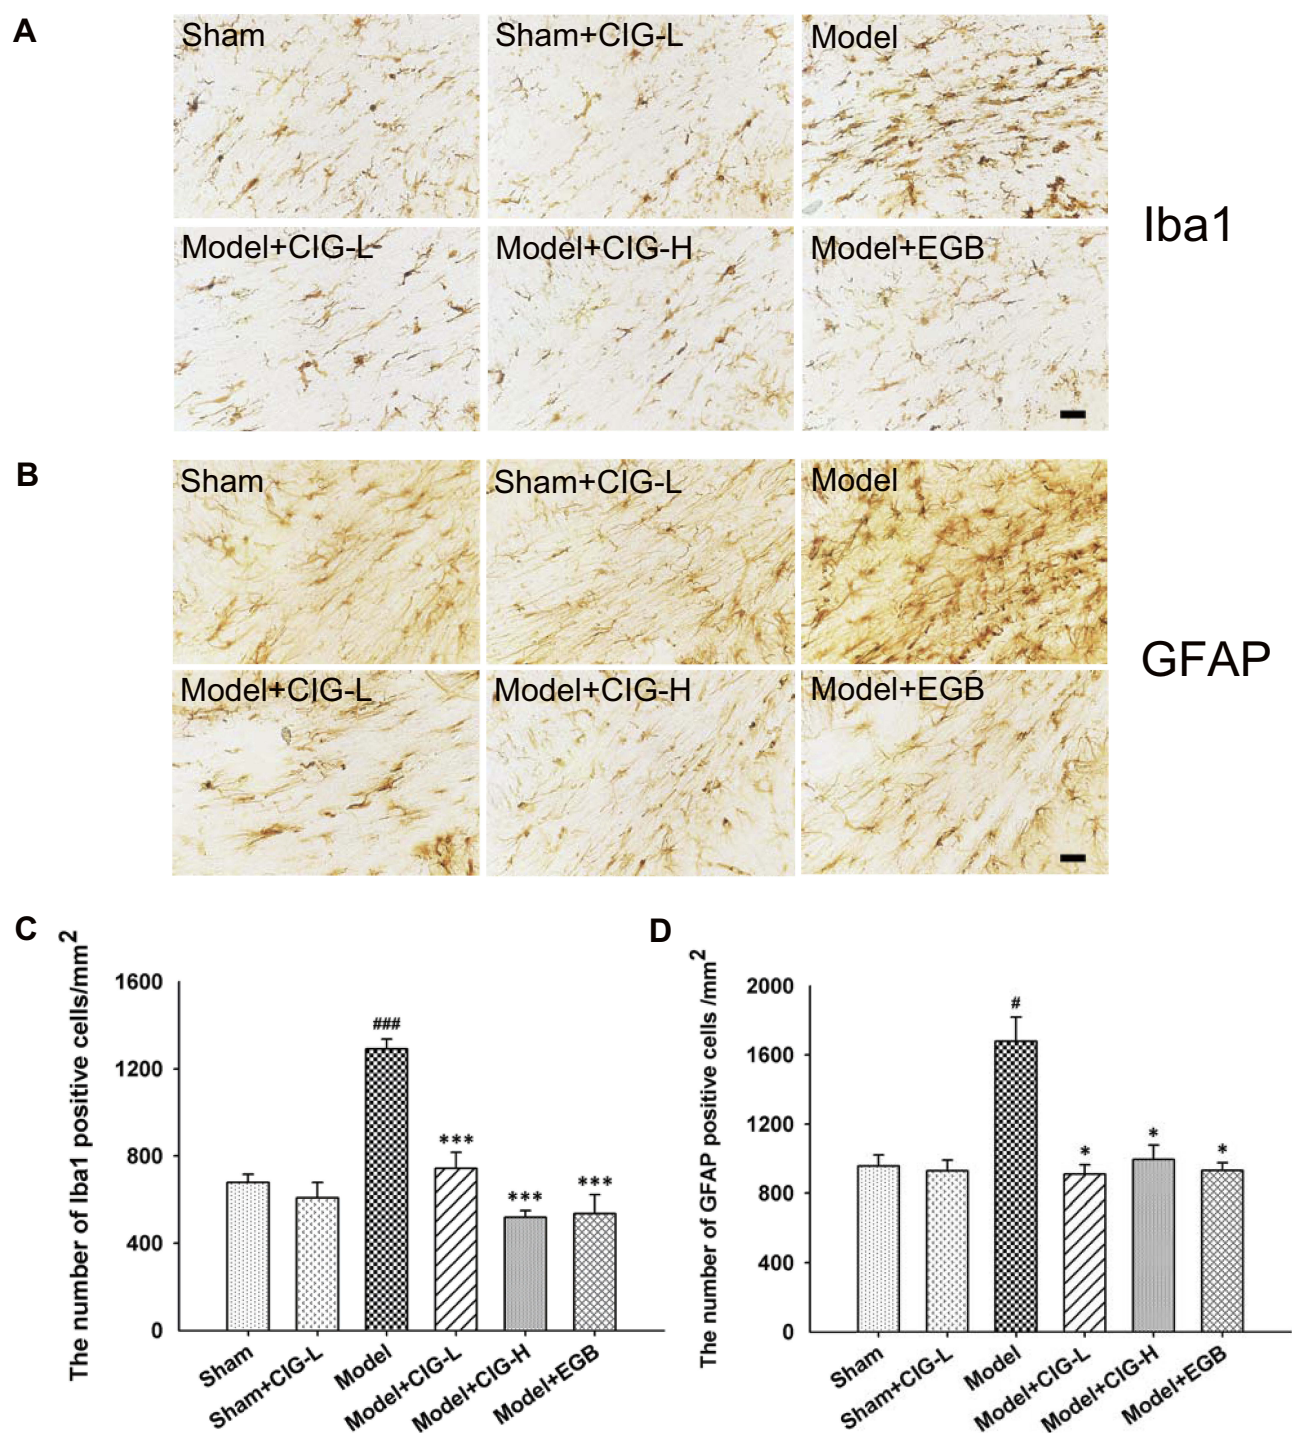 A
Sham
Sham+CIG-L
Model
Model+CIG-L
Model+CIG-H
Model+EGB
Iba1
B
Sham
Sham+CIG-L
Model
Model+CIG-L
Model+CIG-H
Model+EGB
GFAP
C
The number of Iba1 positive cells/mm2
1600
1200
800
400
0
###
***
***
***
Sham
Sham+CIG-L
Model
Model+CIG-L
Model+CIG-H
Model+EGB
D
The number of GFAP positive cells /mm2
2000
1600
1200
800
400
0
#
*
*
*
Sham
Sham+CIG-L
Model
Model+CIG-L
Model+CIG-H
Model+EGB